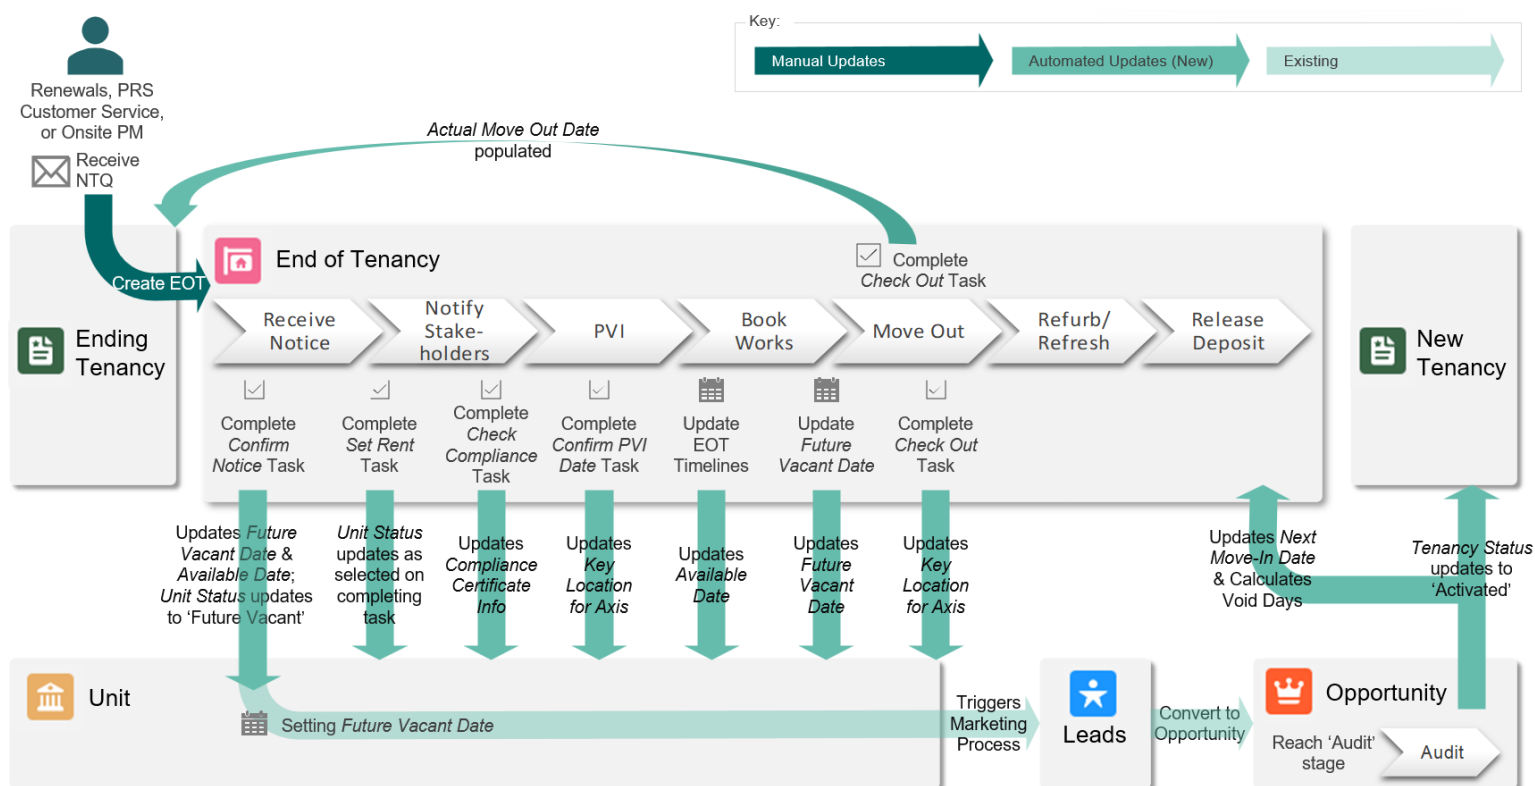 Key:
Manual Updates
Automated Updates (New)
Existing
Renewals, PRS
Customer Service,
or Onsite PM
Receive
NTQ
Actual Move Out Date
populated
Create EOT
End of Tenancy
Complete
Check Out Task
Ending
Tenancy
Receive
Notice
Notify
Stake-
holders
PVI
Book
Works
Move Out
Refurb/
Refresh
Release
Deposit
New
Tenancy
Complete
Confirm
Notice Task
Complete
Set Rent
Task
Complete
Check
Compliance
Task
Complete
Confirm PVI
Date Task
Update
EOT
Timelines
Update
Future
Vacant Date
Complete
Check Out
Task
Updates Future
Vacant Date &
Available Date;
Unit Status updates
to ‘Future Vacant’
Unit Status
updates as
selected on
completing
task
Updates
Compliance
Certificate
Info
Updates
Key
Location
for Axis
Updates
Available
Date
Updates
Future
Vacant
Date
Updates
Key
Location
for Axis
Updates Next
Move-In Date
& Calculates
Void Days
Tenancy Status
updates to
‘Activated’
Unit
Setting Future Vacant Date
Triggers
Marketing
Process
Leads
Convert to
Opportunity
Opportunity
Reach ‘Audit’
stage
Audit